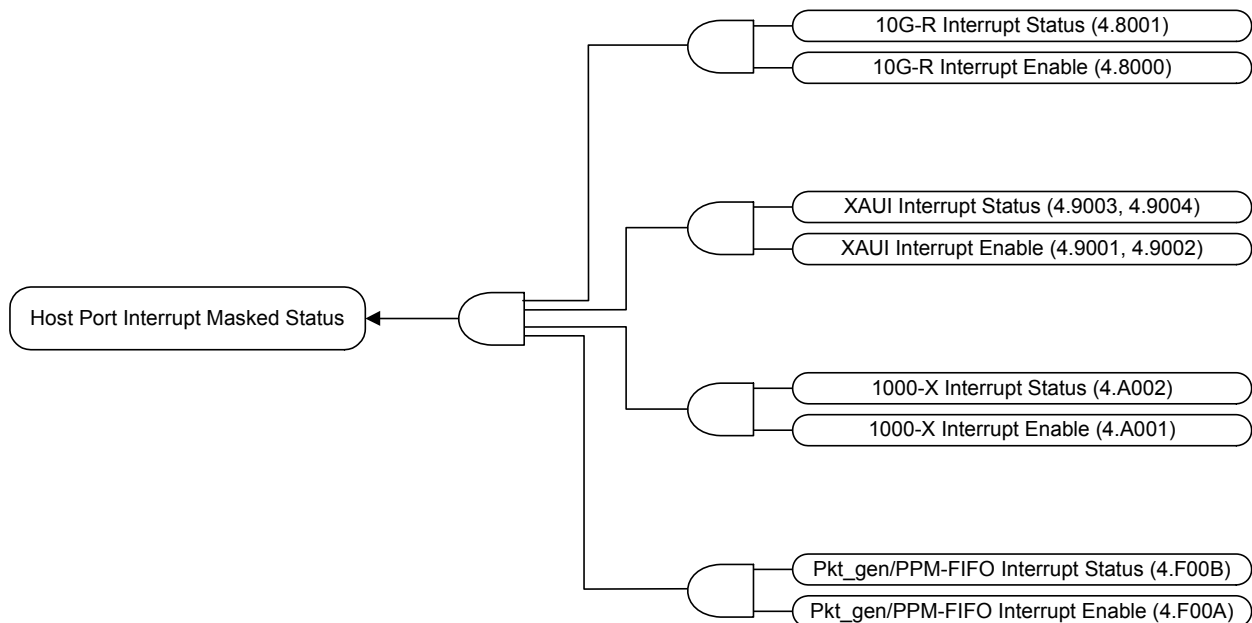 10G-R Interrupt Status (4.8001)
10G-R Interrupt Enable (4.8000)
XAUI Interrupt Status (4.9003, 4.9004)
XAUI Interrupt Enable (4.9001, 4.9002)
Host Port Interrupt Masked Status
1000-X Interrupt Status (4.A002)
1000-X Interrupt Enable (4.A001)
Pkt_gen/PPM-FIFO Interrupt Status (4.F00B)
Pkt_gen/PPM-FIFO Interrupt Enable (4.F00A)